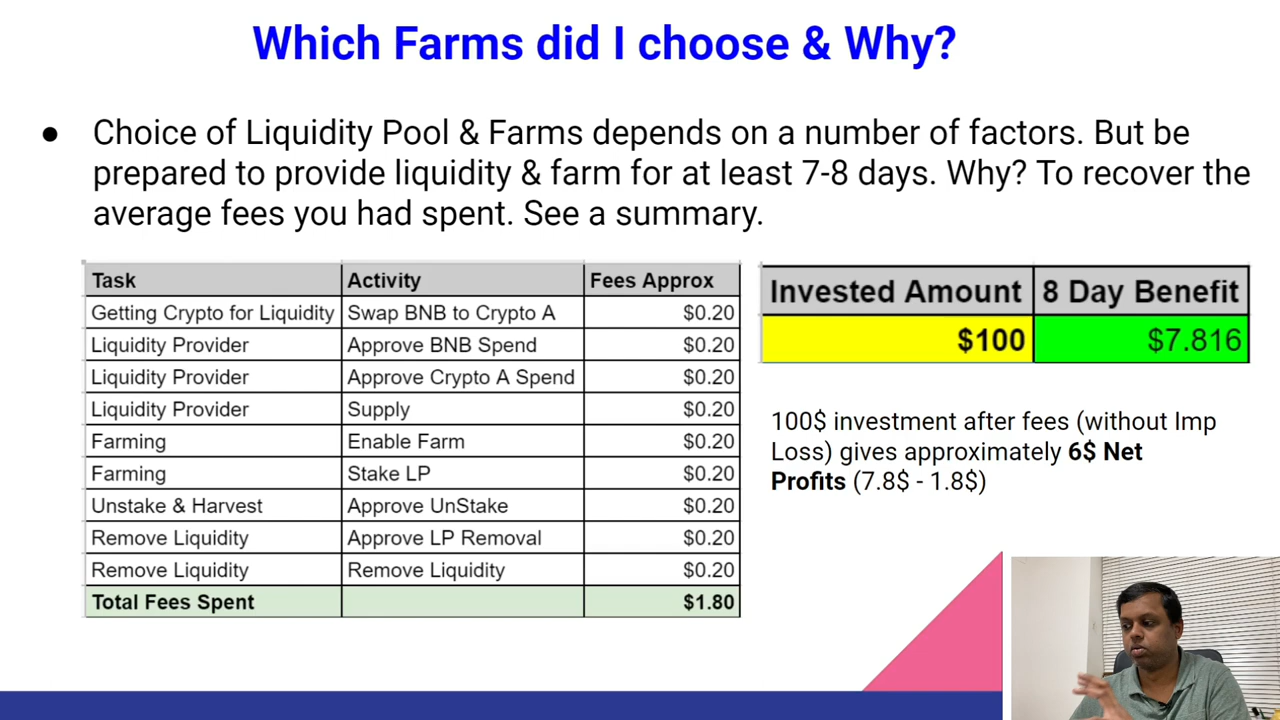 Which Farms did I choose & Why?
● Choice of Liquidity Pool & Farms depends on a number of factors. But be
prepared to provide liquidity & farm for at least 7-8 days. Why? To recover the
average fees you had spent. See a summary.
Task Activity Fees Approx
Getting Crypto for Liquidity Swap BNB to Crypto A $0.20
Liquidity Provider Approve BNB Spend $0.20
Liquidity Provider Approve Crypto A Spend $0.20
Liquidity Provider Supply $0.20
Farming Enable Farm $0.20
Farming Stake LP $0.20
Unstake & Harvest Approve UnStake $0.20
Remove Liquidity Approve LP Removal $0.20
Remove Liquidity Remove Liquidity $0.20
Total Fees Spent $1.80
Invested Amount 8 Day Benefit
$100 $7.816
100$ investment after fees (without Imp
Loss) gives approximately 6$ Net
Profits (7.8$ - 1.8$)